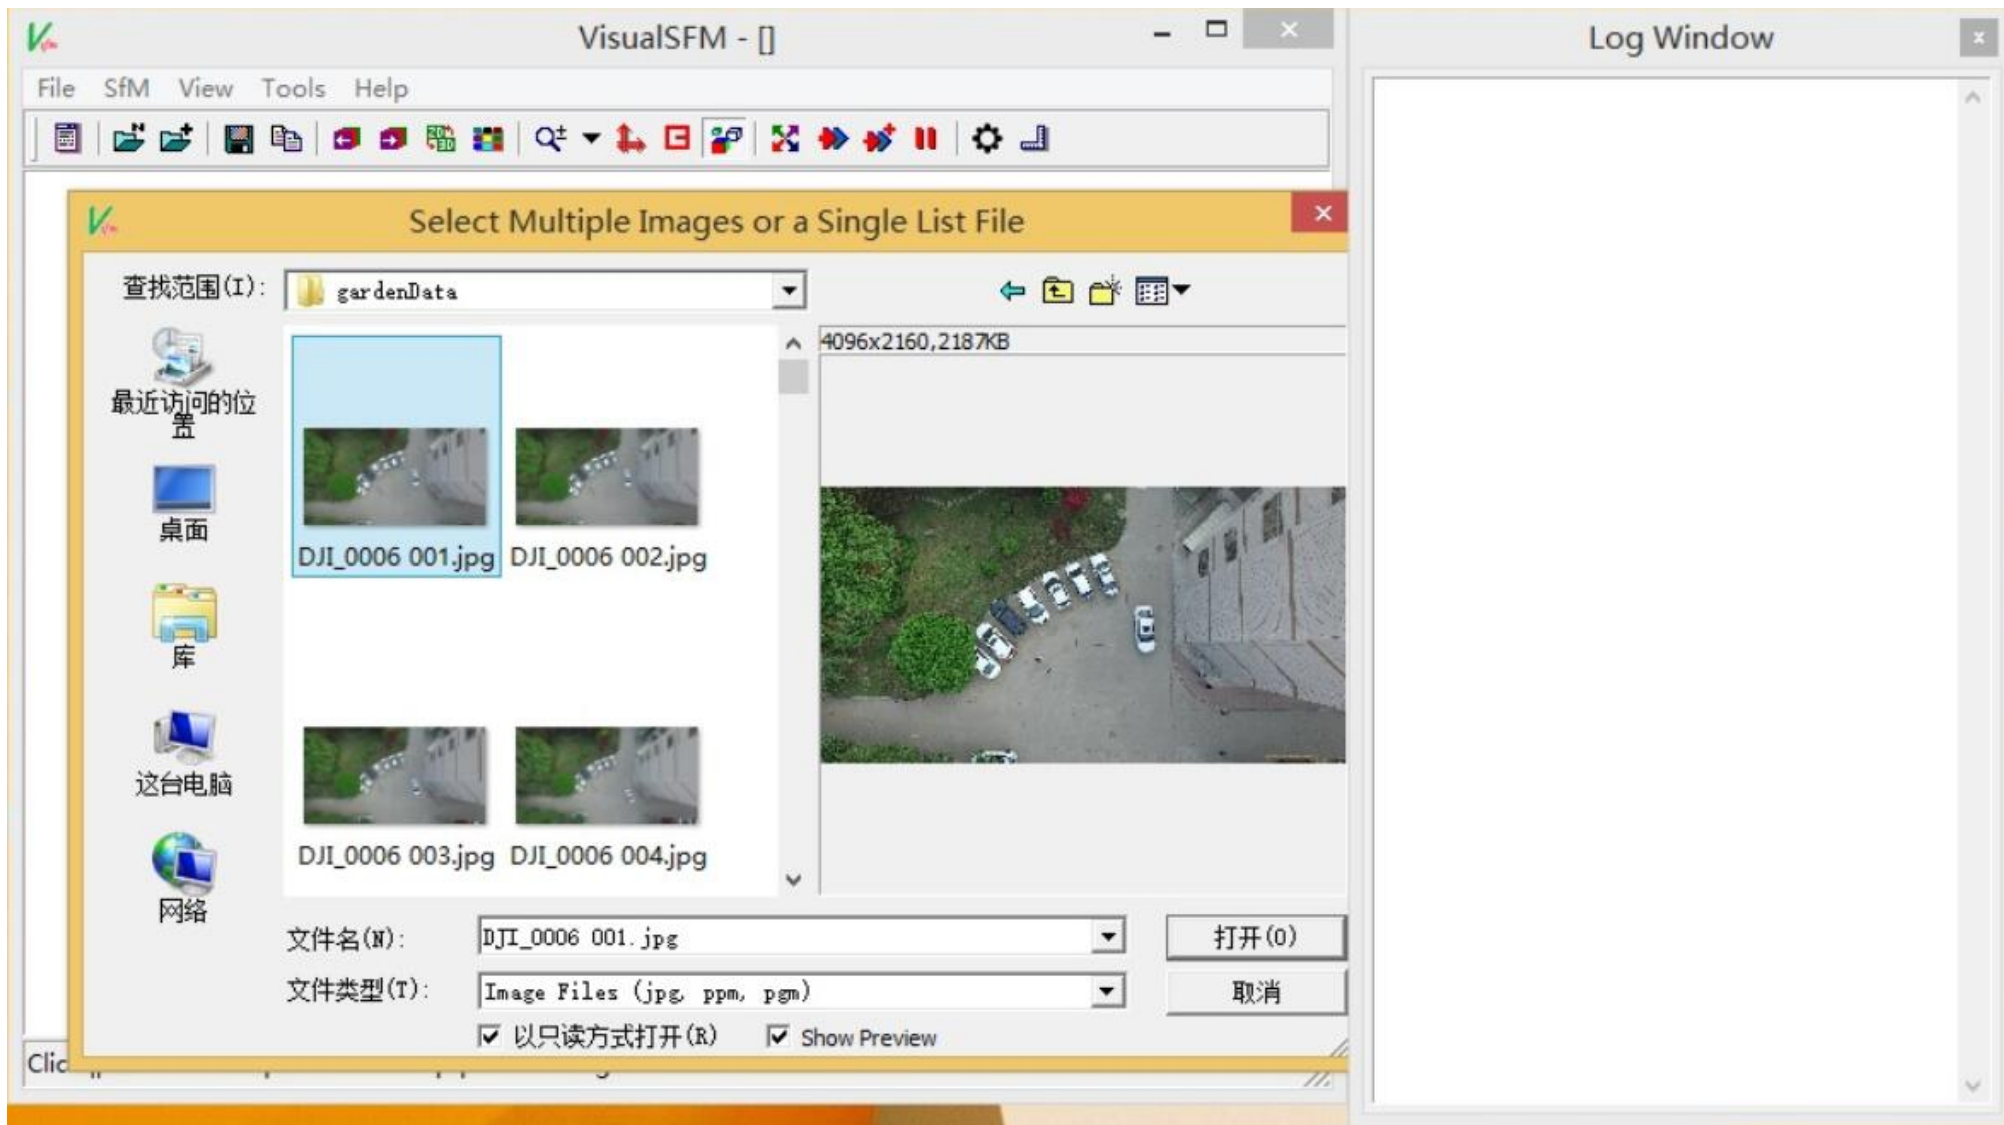 VisualSFM - []
Log Window
File SfM View Tools Help
Select Multiple Images or a Single List File
查找范围(I):
gardenData
4096x2160,2187KB
最近访问的位
置
桌面
库
这台电脑
网络
DJI_0006 001.jpg
DJI_0006 002.jpg
DJI_0006 003.jpg
DJI_0006 004.jpg
文件名(N):
DJI_0006 001.jpg
打开(O)
文件类型(T):
Image Files (jpg, ppm, pgm)
取消
以只读方式打开(R)
Show Preview